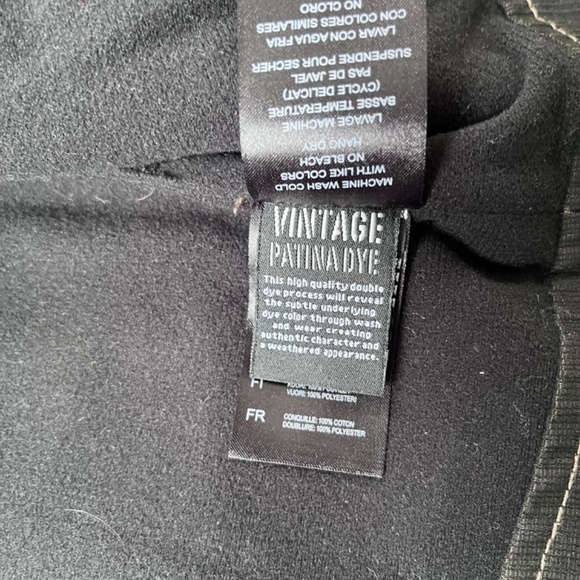 MACHINE WASH COLD
WITH LIKE COLORS
NO BLEACH
HANG DRY
LAVAGE MACHINE
BASSE TEMPERATURE
(CYCLE DELICAT)
PAS DE JAVEL
SUSPENDRE POUR SECHER
LAVAR CON AGUA FRIA
CON COLORES SIMILARES
NO CLORO
VINTAGE
PATINA DYE
This high quality double
dye process will reveal
the subtle underlying
dye color through wash
and wear creating
authentic character and
a weathered appearance.
FI
VUORI: 100% POLYESTERI
FR
CONQUILLE: 100% COTON
DOUBLURE: 100% POLYESTER